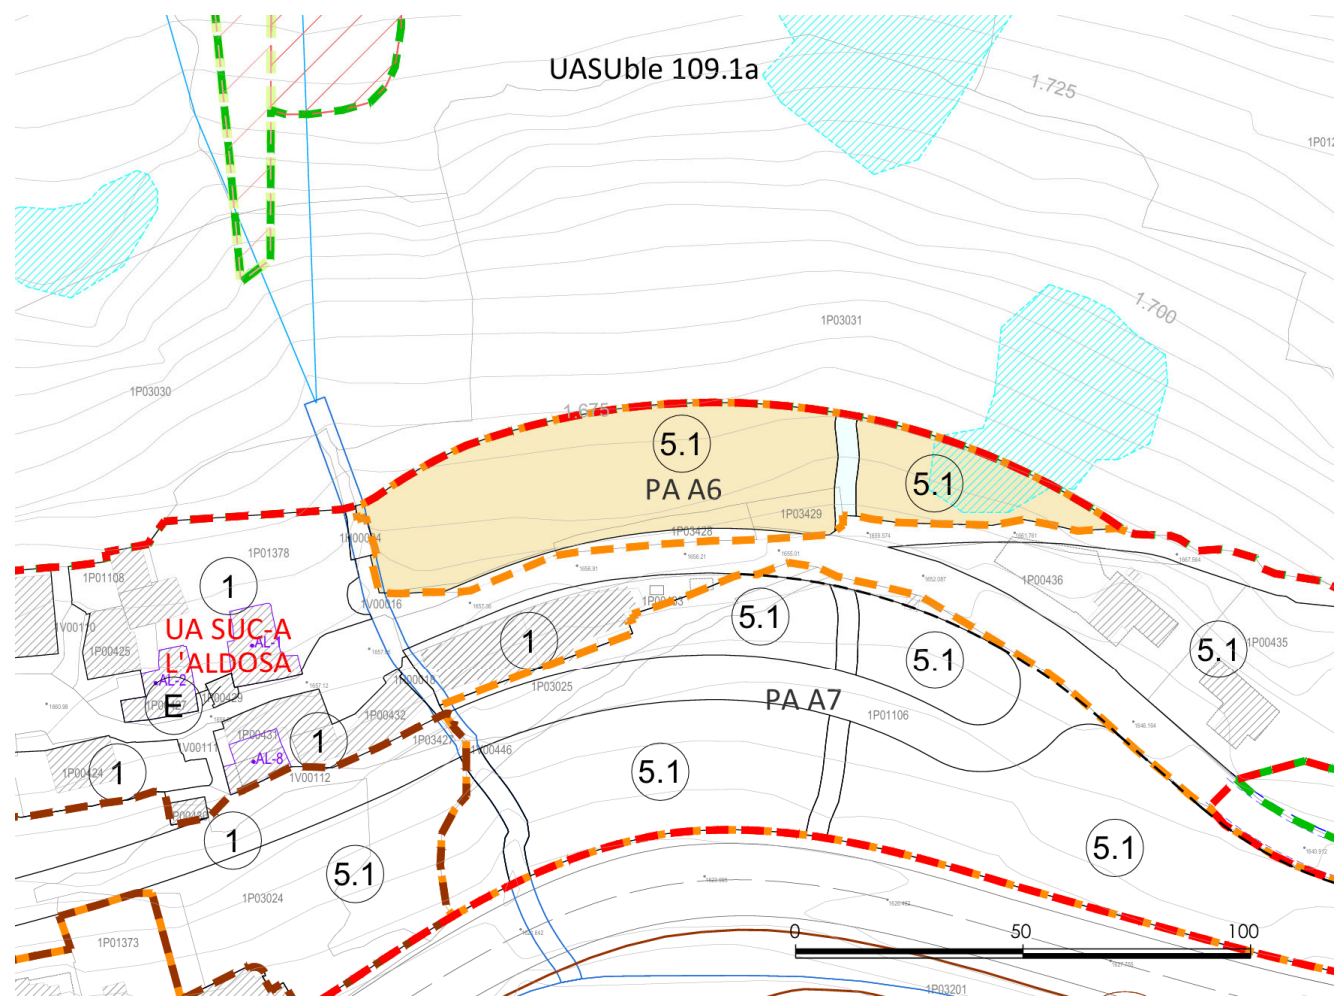 UASUble 109.1a
1.725
1P012
1.700
1P03031
1P03030
1.675
5.1
5.1
PA A6
1P03429
1P03428
1P01378
1P01108
1
1V00016
1P00436
1V00110
UA SUC-A
AL-1
L'ALDOSA
1P00425
AL-2
1P00429
E
1
5.1
5.1
5.1
1P00435
1P03025
PA A7
1P01106
1P00432
1P00431
1P03427
1V00446
1V00111
1
AL-8
1P00424
1
1V00112
5.1
1
5.1
5.1
1P03024
1P01373
0
50
100
1P03201